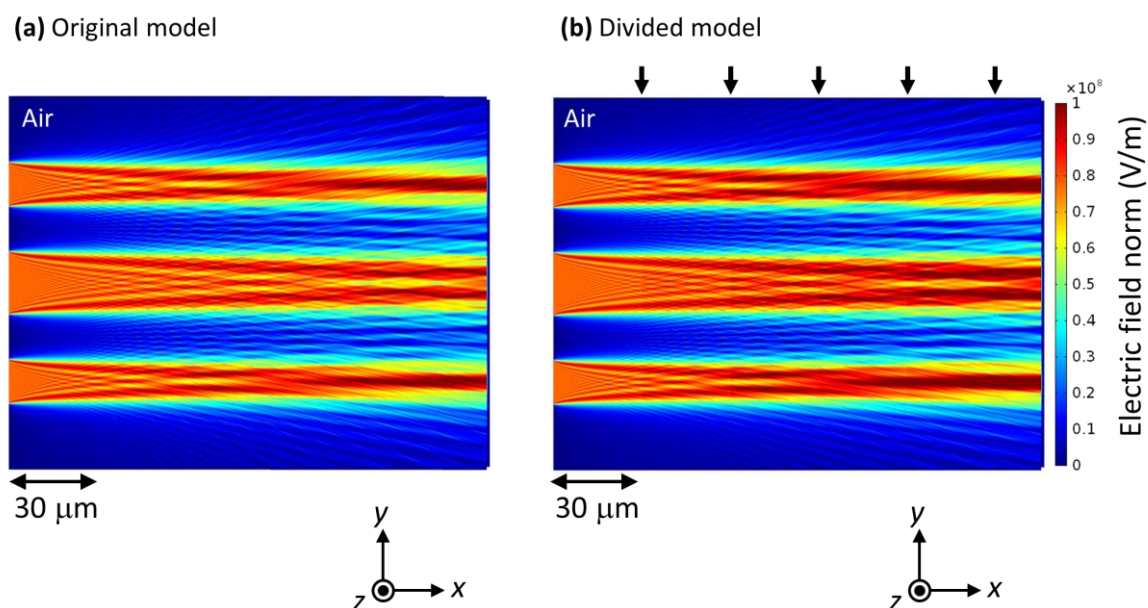 (a) Original model
(b) Divided model
Air
Air
×10⁸
1
0.9
0.8
0.7
0.6
0.5
0.4
0.3
0.2
0.1
0
Electric field norm (V/m)
30 μm
30 μm
y
z
x
y
z
x